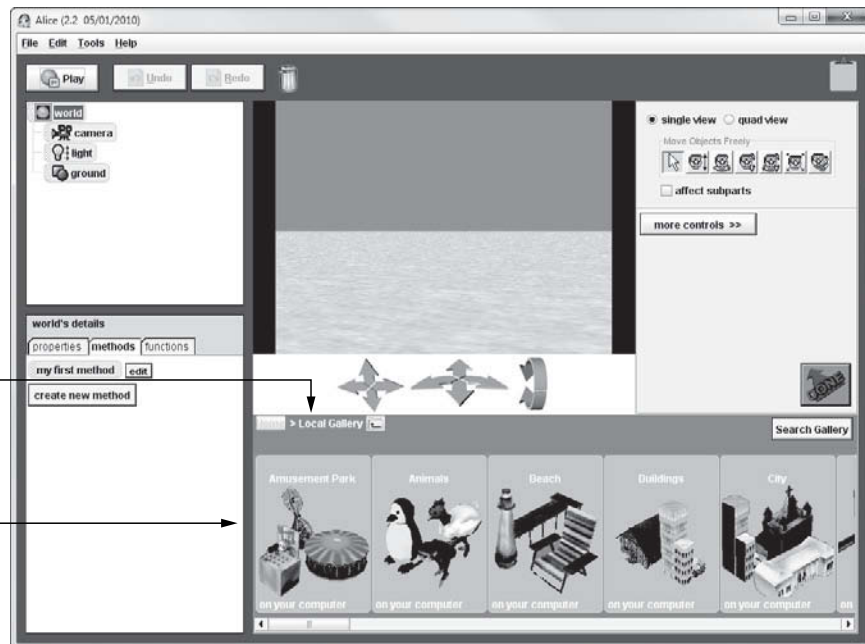 Alice (2.2 05/01/2010)
File Edit Tools Help
Play Undo Redo
world
camera
light
ground
single view quad view
Move Objects Freely
affect subparts
more controls >>
world's details
properties methods functions
my first method edit
create new method
DONE
> Local Gallery
Search Gallery
Amusement Park Animals Beach Buildings City
on your computer on your computer on your computer on your computer on your computer on